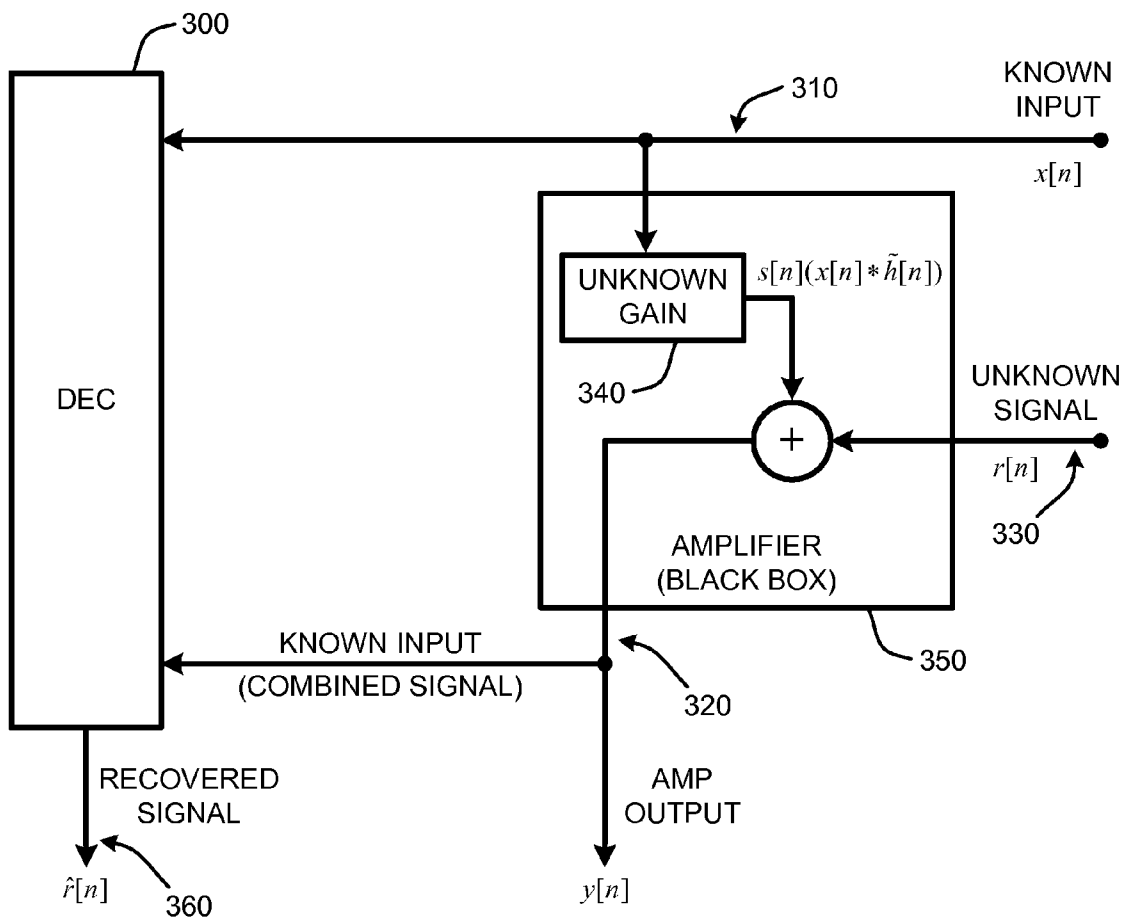 300
310
KNOWN
INPUT
x[n]
UNKNOWN
GAIN
s[n](x[n]*h̃[n])
340
DEC
UNKNOWN
SIGNAL
+
r[n]
330
AMPLIFIER
(BLACK BOX)
350
KNOWN INPUT
(COMBINED SIGNAL)
320
RECOVERED
SIGNAL
AMP
OUTPUT
r̂[n]
360
y[n]